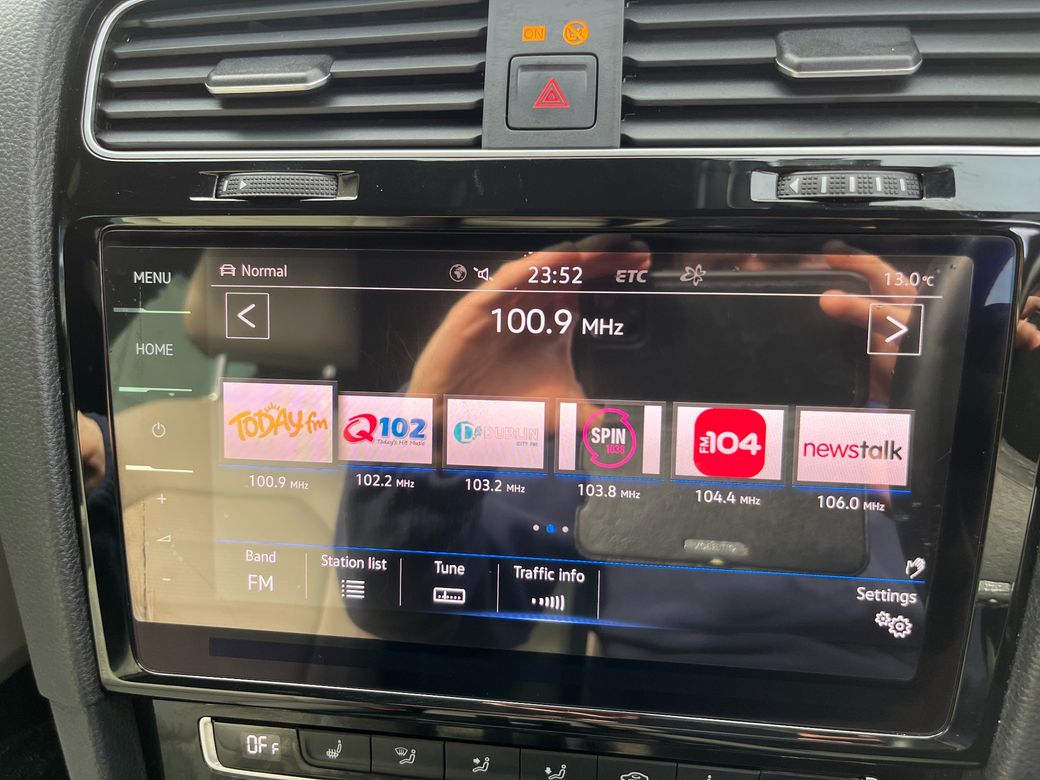 ON
Normal
23:52
ETC
13.0°C
MENU
HOME
100.9 MHz
TODAY fm
Q102
Today's Hit Music
DUBLIN
CITY FM
SPIN
1038
FM104
newstalk
100.9 MHz
102.2 MHz
103.2 MHz
103.8 MHz
104.4 MHz
106.0 MHz
+
-
Band
FM
Station list
Tune
Traffic info
Settings
OFF